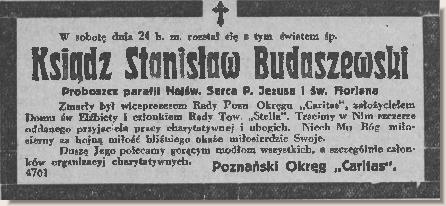 W sobotę dnia 24 b. m. rozstał się z tym światem śp.
Ksiądz Stanisław Budaszewski
Proboszcz parafii Najśw. Serca P. Jezusa i św. Floriana
Zmarły był wiceprezesem Rady Pozn Okręgu „Caritas", założycielem
Domu św Elżbiety i członkiem Rady Tow. „Stella". Tracimy w Nim szczerze
oddanego przyjaciela pracy charytatywnej i ubogich. Niech Mu Bóg miło-
sierny za hojną miłość bliźniego okaże miłosierdzie Swoje.
Duszę Jego polecamy gorącym modłom wszystkich, a szczególnie człon-
ków organizacyj charytatywnych.
4761 Poznański Okręg „Caritas".